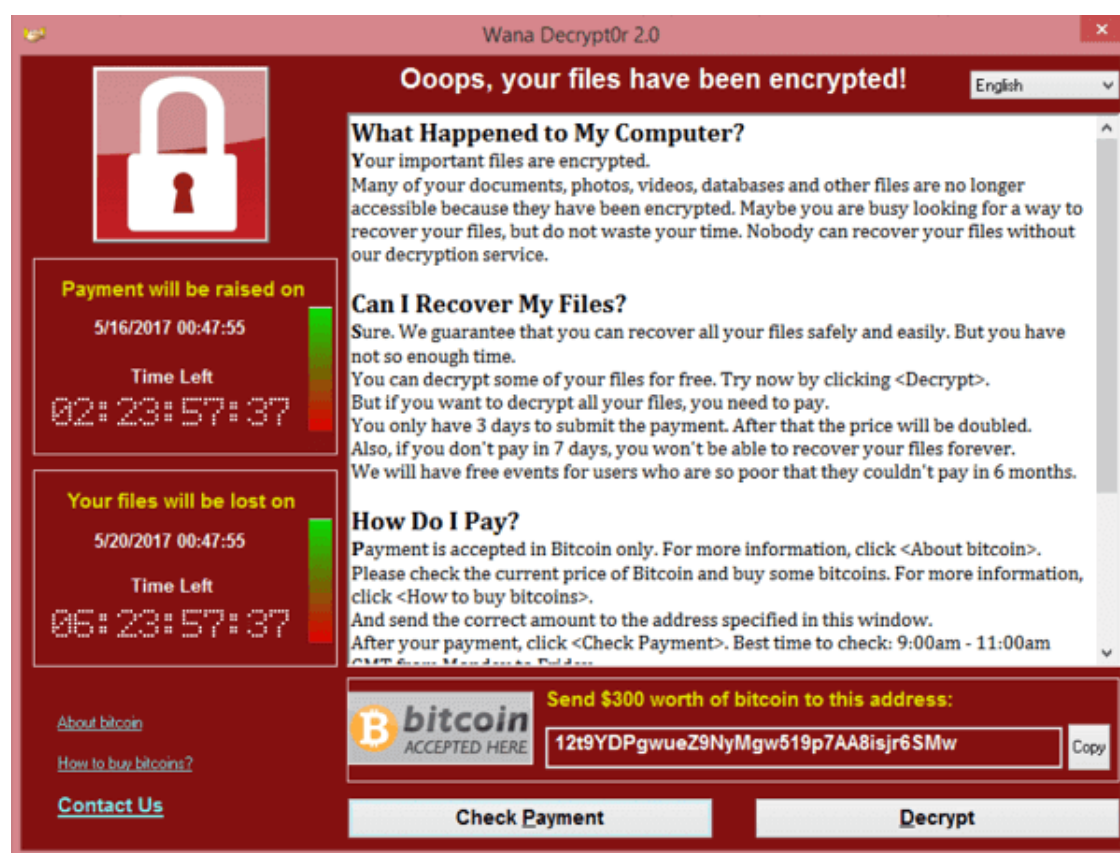 Wana Decrypt0r 2.0
Ooops, your files have been encrypted!
English
Payment will be raised on
5/16/2017 00:47:55
Time Left
02:23:57:37
Your files will be lost on
5/20/2017 00:47:55
Time Left
06:23:57:37
About bitcoin
How to buy bitcoins?
Contact Us
What Happened to My Computer?
Your important files are encrypted.
Many of your documents, photos, videos, databases and other files are no longer
accessible because they have been encrypted. Maybe you are busy looking for a way to
recover your files, but do not waste your time. Nobody can recover your files without
our decryption service.
Can I Recover My Files?
Sure. We guarantee that you can recover all your files safely and easily. But you have
not so enough time.
You can decrypt some of your files for free. Try now by clicking <Decrypt>.
But if you want to decrypt all your files, you need to pay.
You only have 3 days to submit the payment. After that the price will be doubled.
Also, if you don't pay in 7 days, you won't be able to recover your files forever.
We will have free events for users who are so poor that they couldn't pay in 6 months.
How Do I Pay?
Payment is accepted in Bitcoin only. For more information, click <About bitcoin>.
Please check the current price of Bitcoin and buy some bitcoins. For more information,
click <How to buy bitcoins>.
And send the correct amount to the address specified in this window.
After your payment, click <Check Payment>. Best time to check: 9:00am - 11:00am
GMT from Monday to Friday
bitcoin
ACCEPTED HERE
Send $300 worth of bitcoin to this address:
12t9YDPgwueZ9NyMgw519p7AA8isjr6SMw
Copy
Check Payment
Decrypt